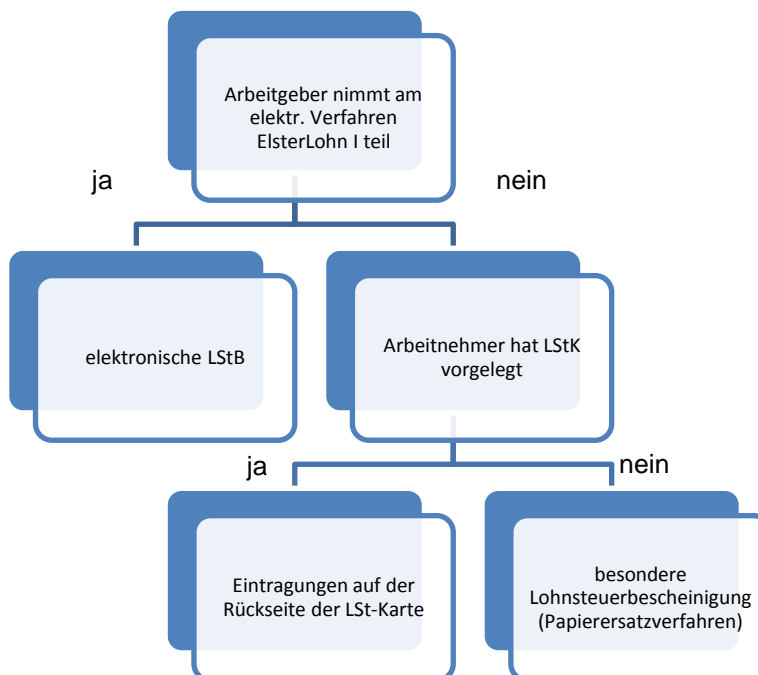 Arbeitgeber nimmt am
elektr. Verfahren
ElsterLohn I teil
ja
nein
elektronische LStB
Arbeitnehmer hat LStK
vorgelegt
ja
nein
Eintragungen auf der
Rückseite der LSt-Karte
besondere
Lohnsteuerbescheinigung
(Papierersatzverfahren)